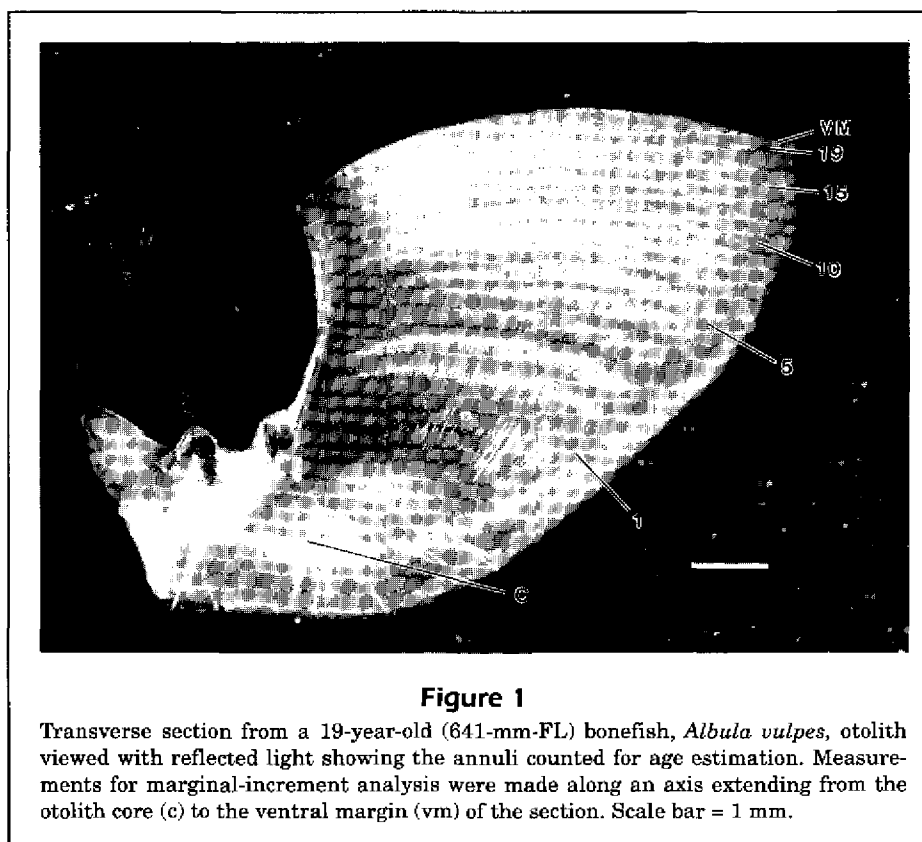 VM
19
15
10
5
1
C
Figure 1
Transverse section from a 19-year-old (641-mm-FL) bonefish, Albula vulpes, otolith
viewed with reflected light showing the annuli counted for age estimation. Measure-
ments for marginal-increment analysis were made along an axis extending from the
otolith core (c) to the ventral margin (vm) of the section. Scale bar = 1 mm.